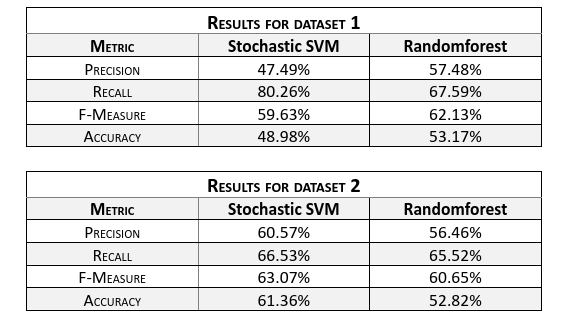 Results for dataset 1
Metric Stochastic SVM Randomforest
Precision 47.49% 57.48%
Recall 80.26% 67.59%
F-Measure 59.63% 62.13%
Accuracy 48.98% 53.17%
Results for dataset 2
Metric Stochastic SVM Randomforest
Precision 60.57% 56.46%
Recall 66.53% 65.52%
F-Measure 63.07% 60.65%
Accuracy 61.36% 52.82%